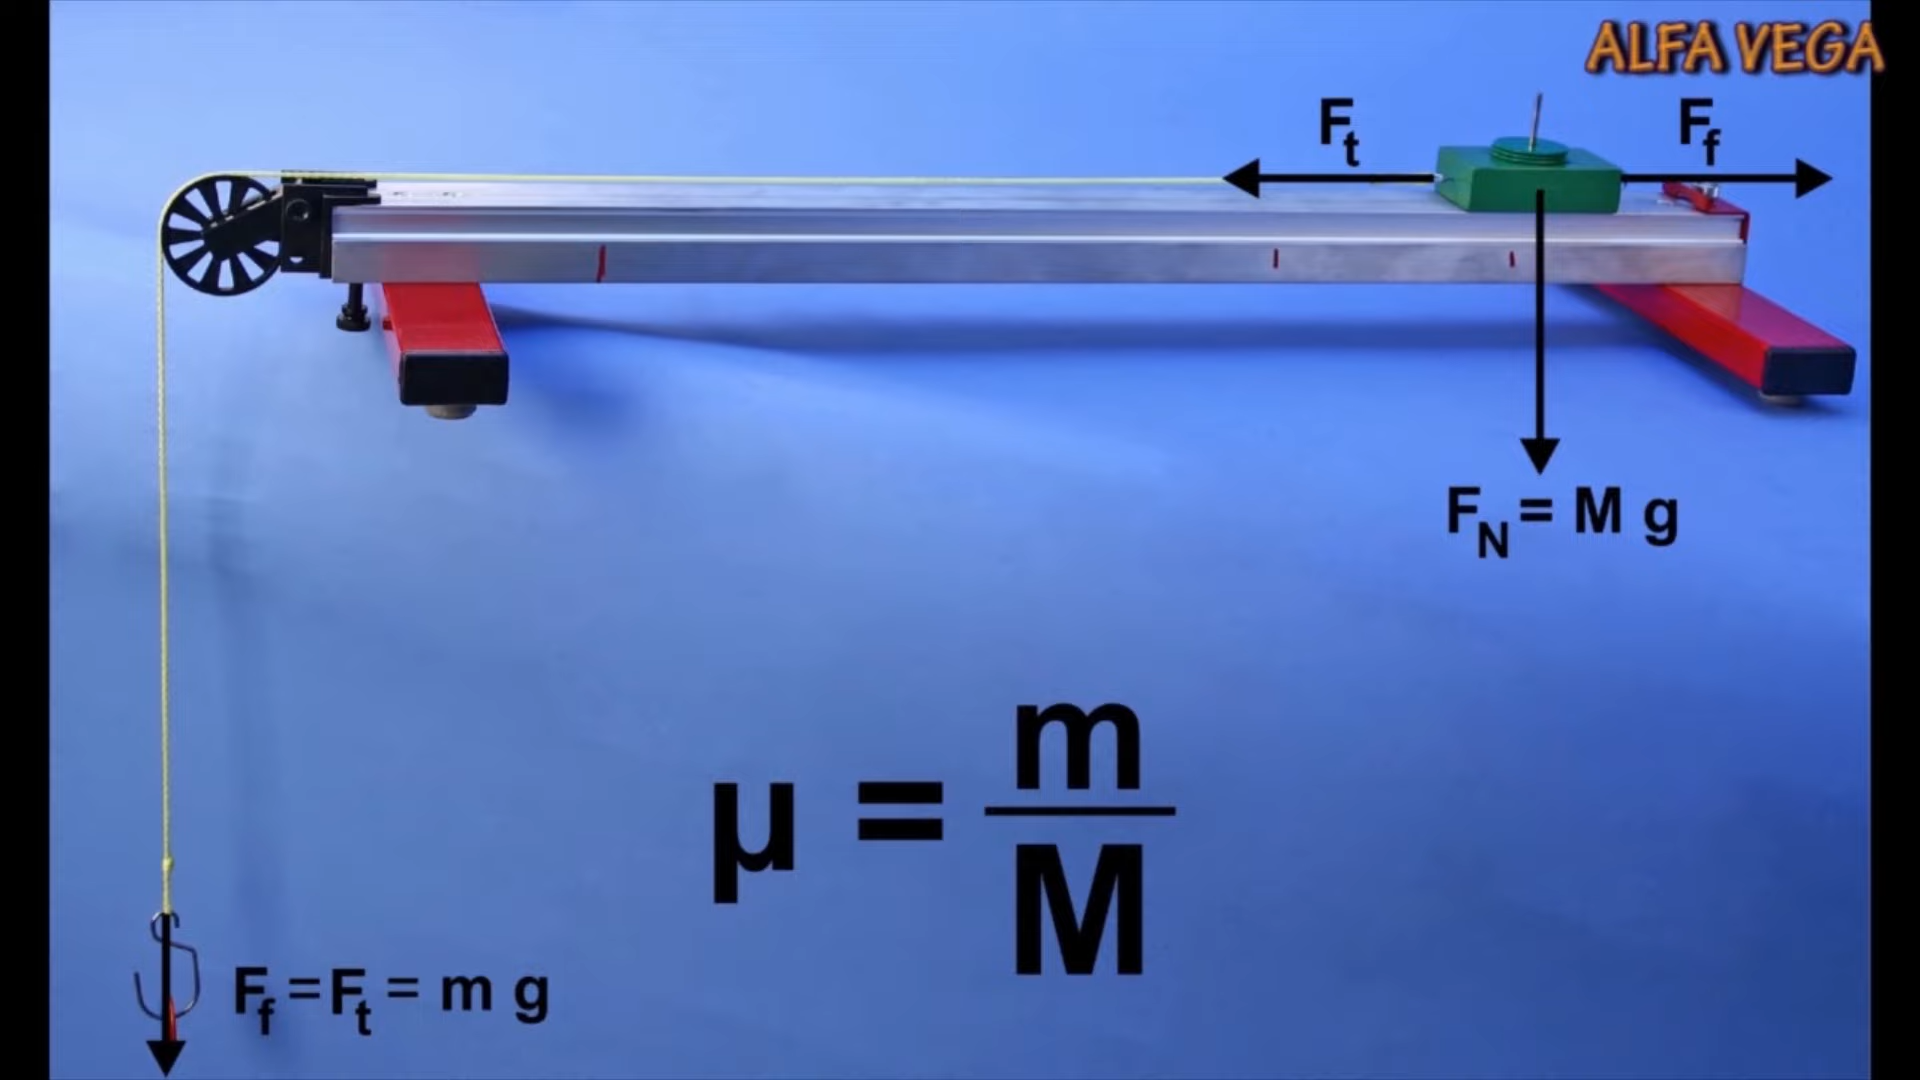 ALFA VEGA
Ft
Ff
FN = M g
µ = m
M
Ff = Ft = m g